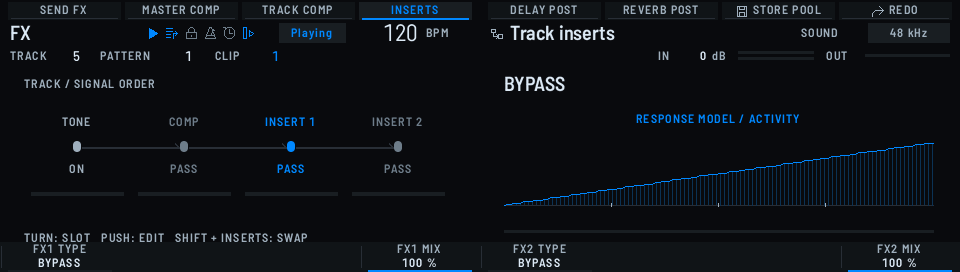 SEND FX MASTER COMP TRACK COMP INSERTS DELAY POST REVERB POST STORE POOL REDO
FX Playing 120 BPM Track inserts SOUND 48 kHz
TRACK 5 PATTERN 1 CLIP 1 IN 0 dB OUT
TRACK / SIGNAL ORDER BYPASS
TONE COMP INSERT 1 INSERT 2 RESPONSE MODEL / ACTIVITY
ON PASS PASS PASS
TURN: SLOT PUSH: EDIT SHIFT + INSERTS: SWAP
FX1 TYPE FX1 MIX FX2 TYPE FX2 MIX
BYPASS 100 % BYPASS 100 %